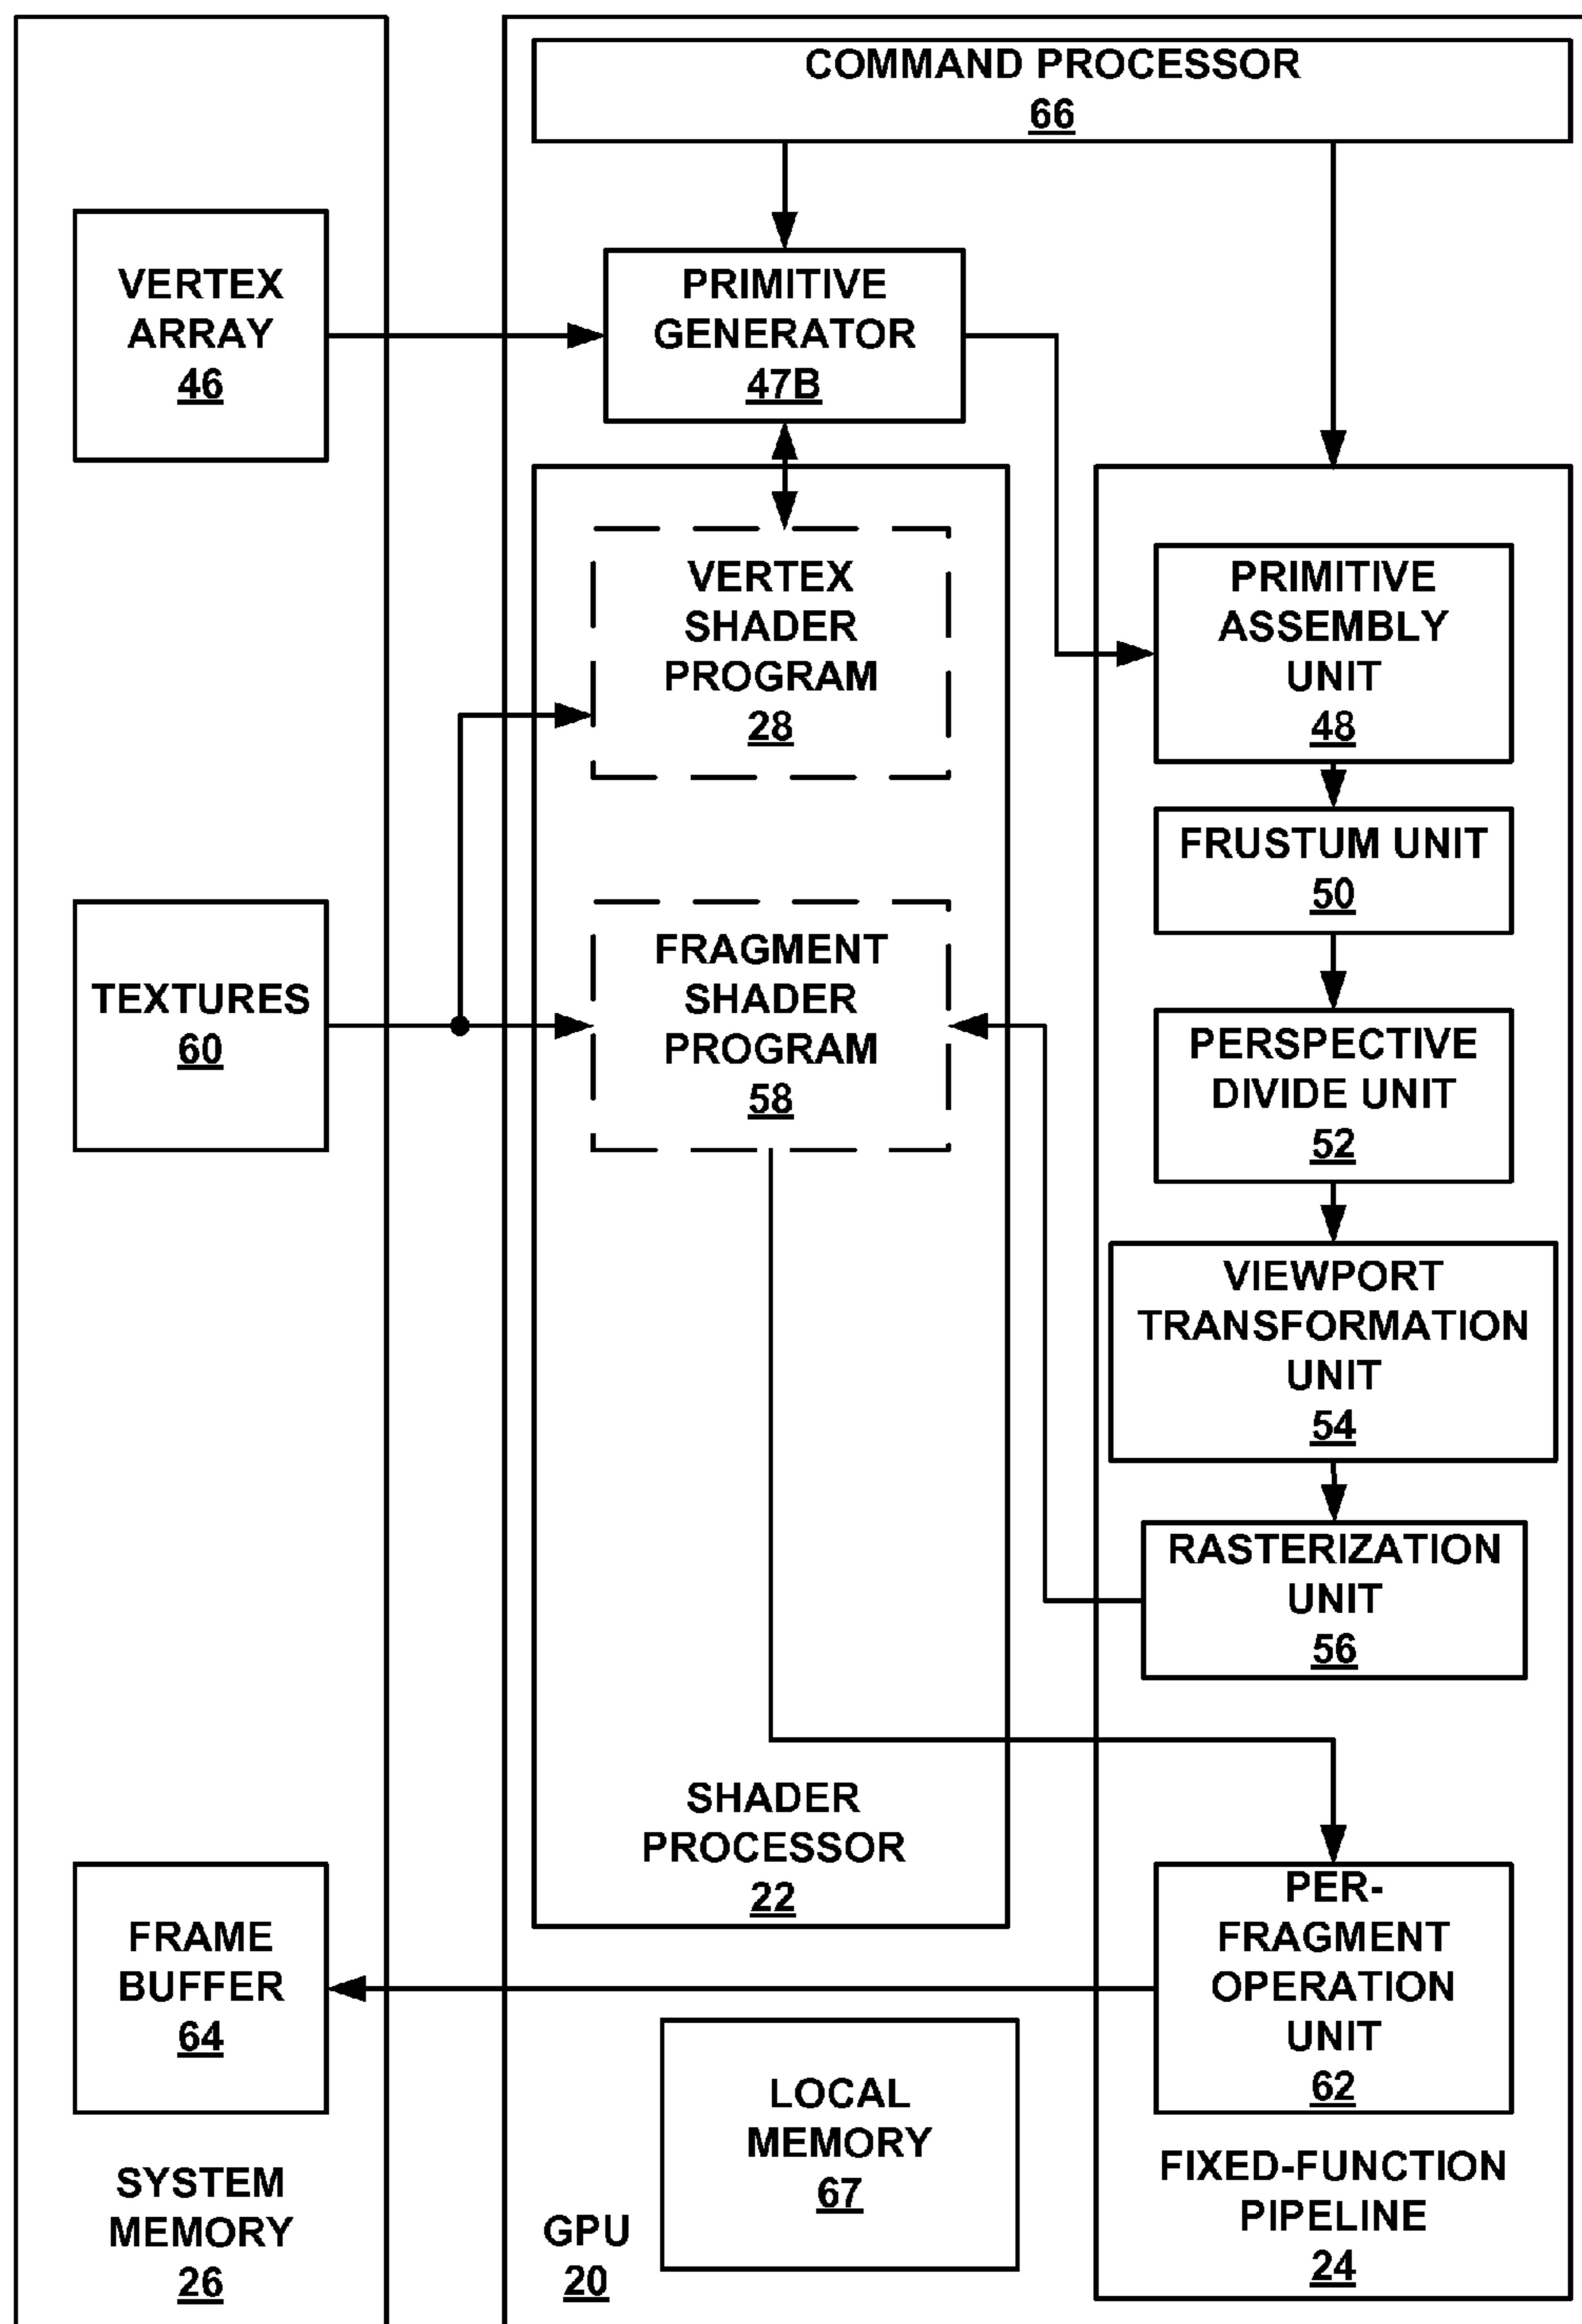 COMMAND PROCESSOR
66
VERTEX
ARRAY
46
PRIMITIVE
GENERATOR
47B
VERTEX
SHADER
PROGRAM
28
PRIMITIVE
ASSEMBLY
UNIT
48
FRUSTUM UNIT
50
TEXTURES
60
FRAGMENT
SHADER
PROGRAM
58
PERSPECTIVE
DIVIDE UNIT
52
VIEWPORT
TRANSFORMATION
UNIT
54
RASTERIZATION
UNIT
56
SHADER
PROCESSOR
22
FRAME
BUFFER
64
PER-
FRAGMENT
OPERATION
UNIT
62
LOCAL
MEMORY
67
SYSTEM
MEMORY
26
GPU
20
FIXED-FUNCTION
PIPELINE
24